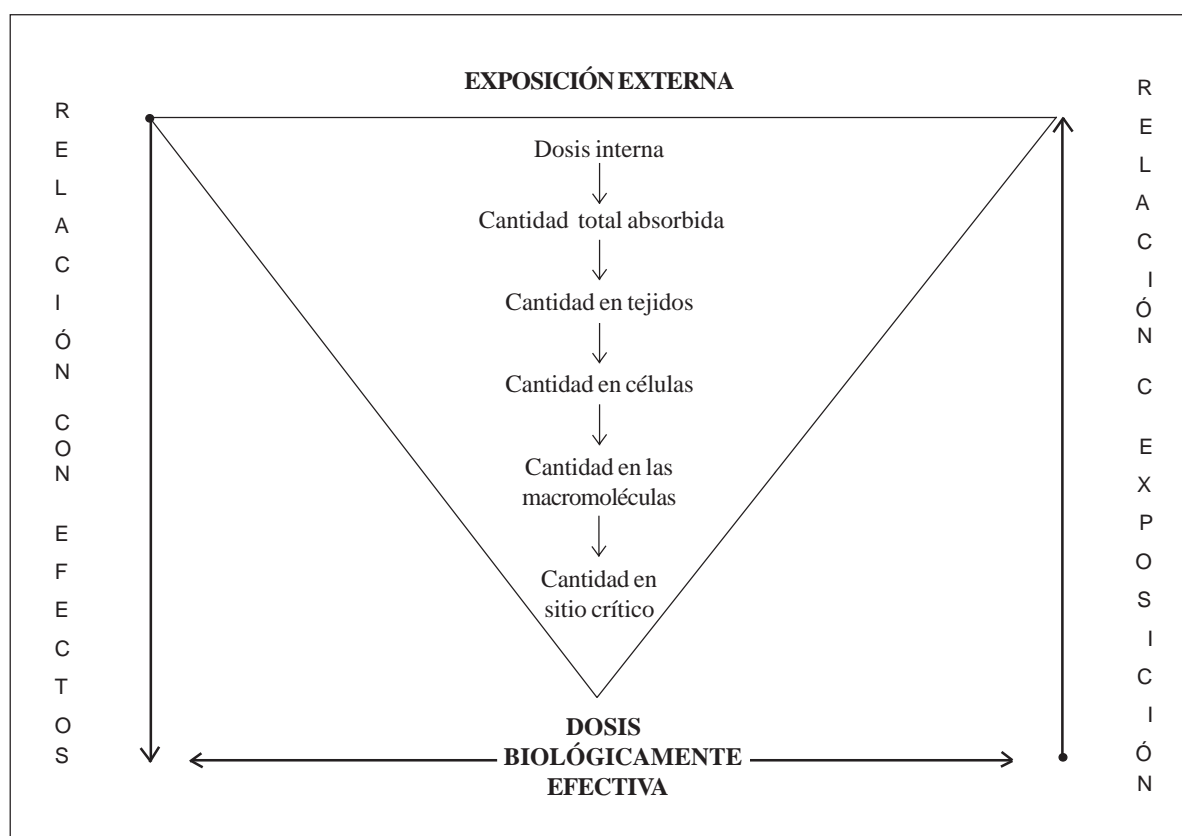 EXPOSICIÓN EXTERNA
RELACIÓN CON EFECTOS
Dosis interna
Cantidad total absorbida
Cantidad en tejidos
Cantidad en células
Cantidad en las
macromoléculas
Cantidad en
sitio crítico
DOSIS
BIOLÓGICAMENTE
EFECTIVA
RELACIÓN C EXPOSICIÓN